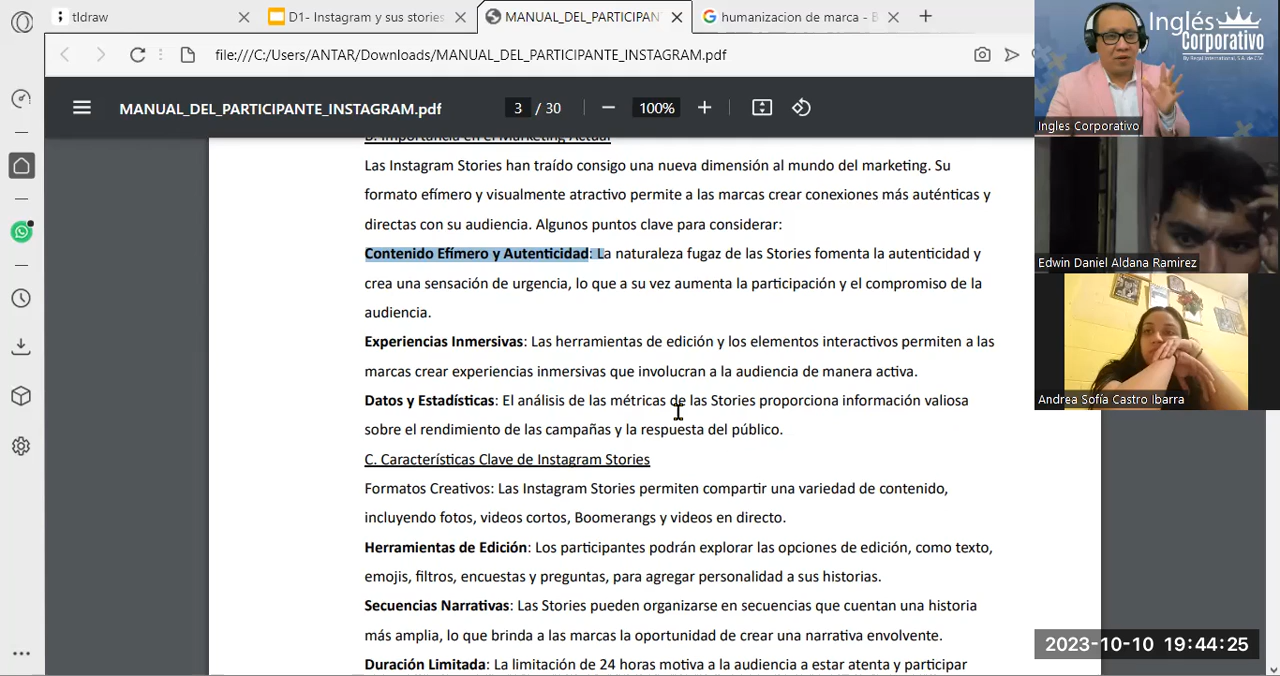 tldraw
D1- Instagram y sus stories
MANUAL_DEL_PARTICIPAN
humanizacion de marca - B
file:///C:/Users/ANTAR/Downloads/MANUAL_DEL_PARTICIPANTE_INSTAGRAM.pdf
MANUAL_DEL_PARTICIPANTE_INSTAGRAM.pdf
3 / 30
100%
B. Importancia en el Marketing Actual
Las Instagram Stories han traído consigo una nueva dimensión al mundo del marketing. Su
formato efímero y visualmente atractivo permite a las marcas crear conexiones más auténticas y
directas con su audiencia. Algunos puntos clave para considerar:
Contenido Efímero y Autenticidad: La naturaleza fugaz de las Stories fomenta la autenticidad y
crea una sensación de urgencia, lo que a su vez aumenta la participación y el compromiso de la
audiencia.
Experiencias Inmersivas: Las herramientas de edición y los elementos interactivos permiten a las
marcas crear experiencias inmersivas que involucran a la audiencia de manera activa.
Datos y Estadísticas: El análisis de las métricas de las Stories proporciona información valiosa
sobre el rendimiento de las campañas y la respuesta del público.
C. Características Clave de Instagram Stories
Formatos Creativos: Las Instagram Stories permiten compartir una variedad de contenido,
incluyendo fotos, videos cortos, Boomerangs y videos en directo.
Herramientas de Edición: Los participantes podrán explorar las opciones de edición, como texto,
emojis, filtros, encuestas y preguntas, para agregar personalidad a sus historias.
Secuencias Narrativas: Las Stories pueden organizarse en secuencias que cuentan una historia
más amplia, lo que brinda a las marcas la oportunidad de crear una narrativa envolvente.
Duración Limitada: La limitación de 24 horas motiva a la audiencia a estar atenta y participar
Inglés
Corporativo
By Regal International, S.A. de C.V.
Ingles Corporativo
Edwin Daniel Aldana Ramirez
Andrea Sofía Castro Ibarra
2023-10-10 19:44:25